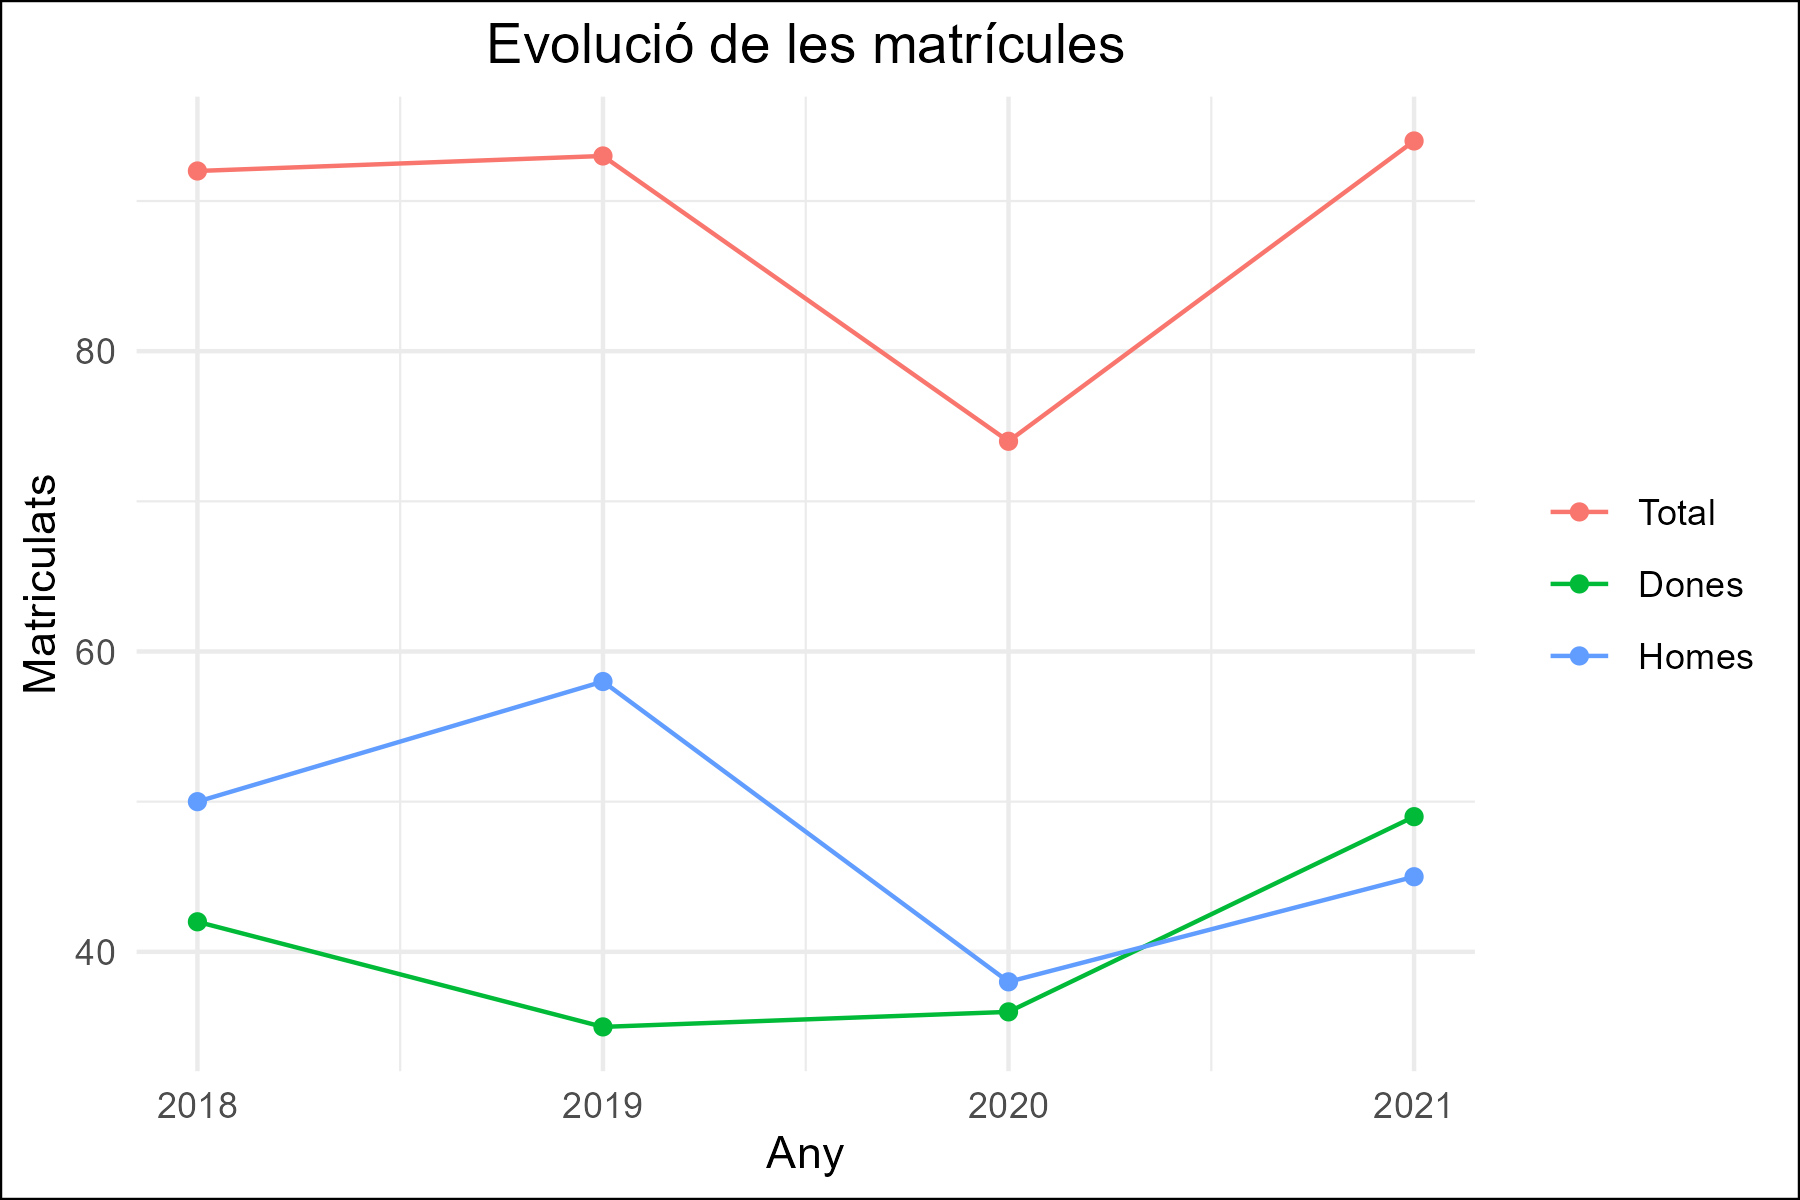 Evolució de les matrícules
Matriculats
80
60
40
2018 2019 2020 2021
Any
Total
Dones
Homes